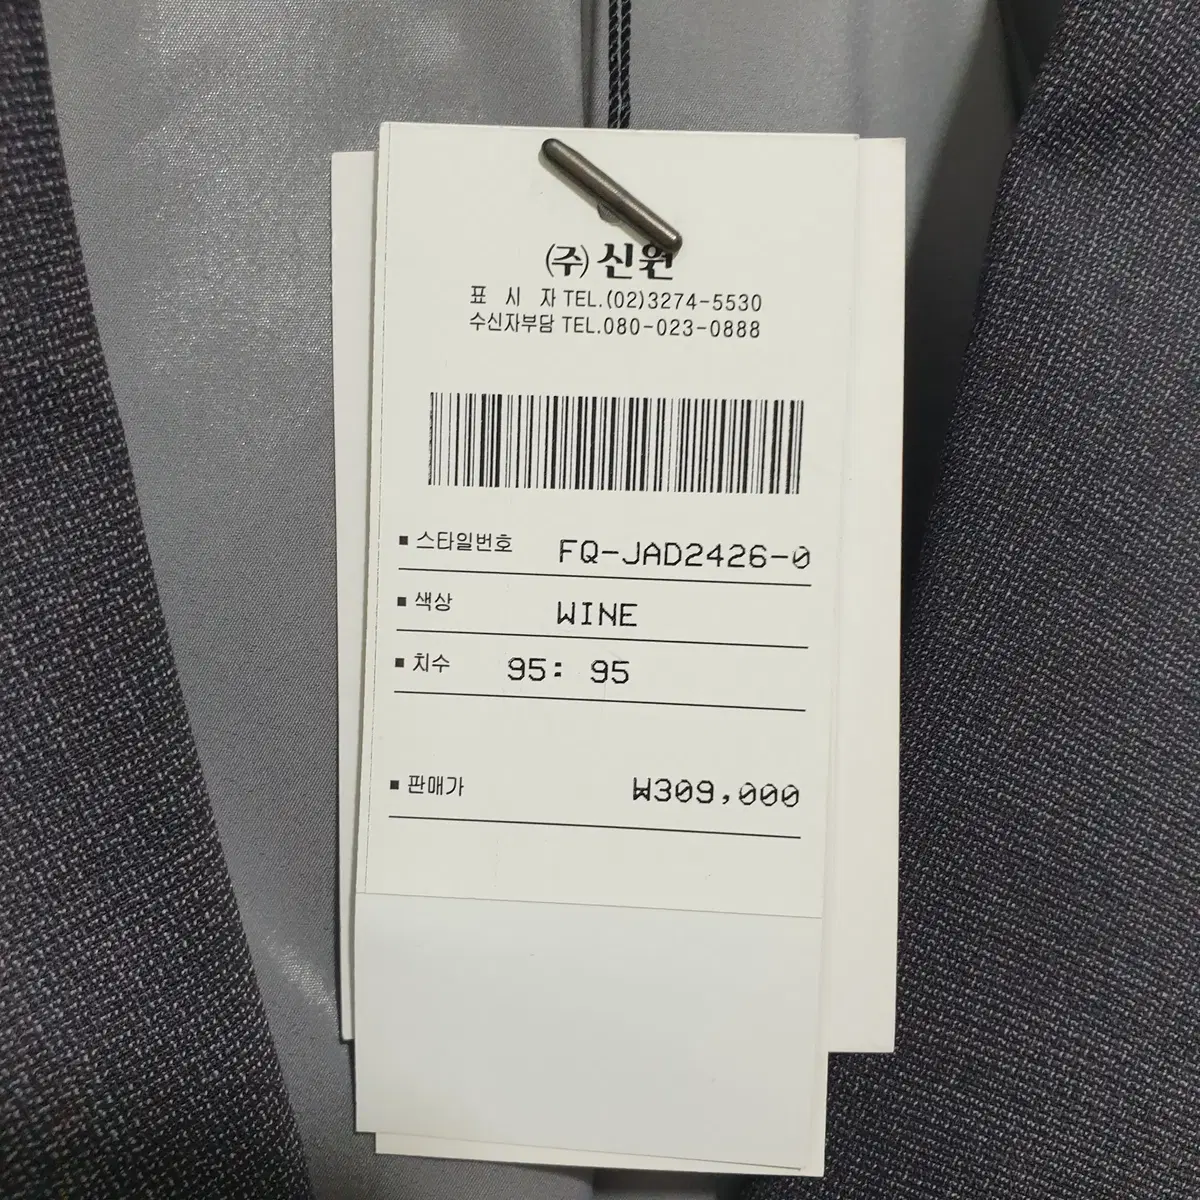 ㈜ 신원
표 시 자 TEL.(02)3274-5530
수신자부담 TEL.080-023-0888
▪ 스타일번호 FQ-JAD2426-0
▪ 색상 WINE
▪ 치수 95: 95
▪ 판매가 ₩309,000